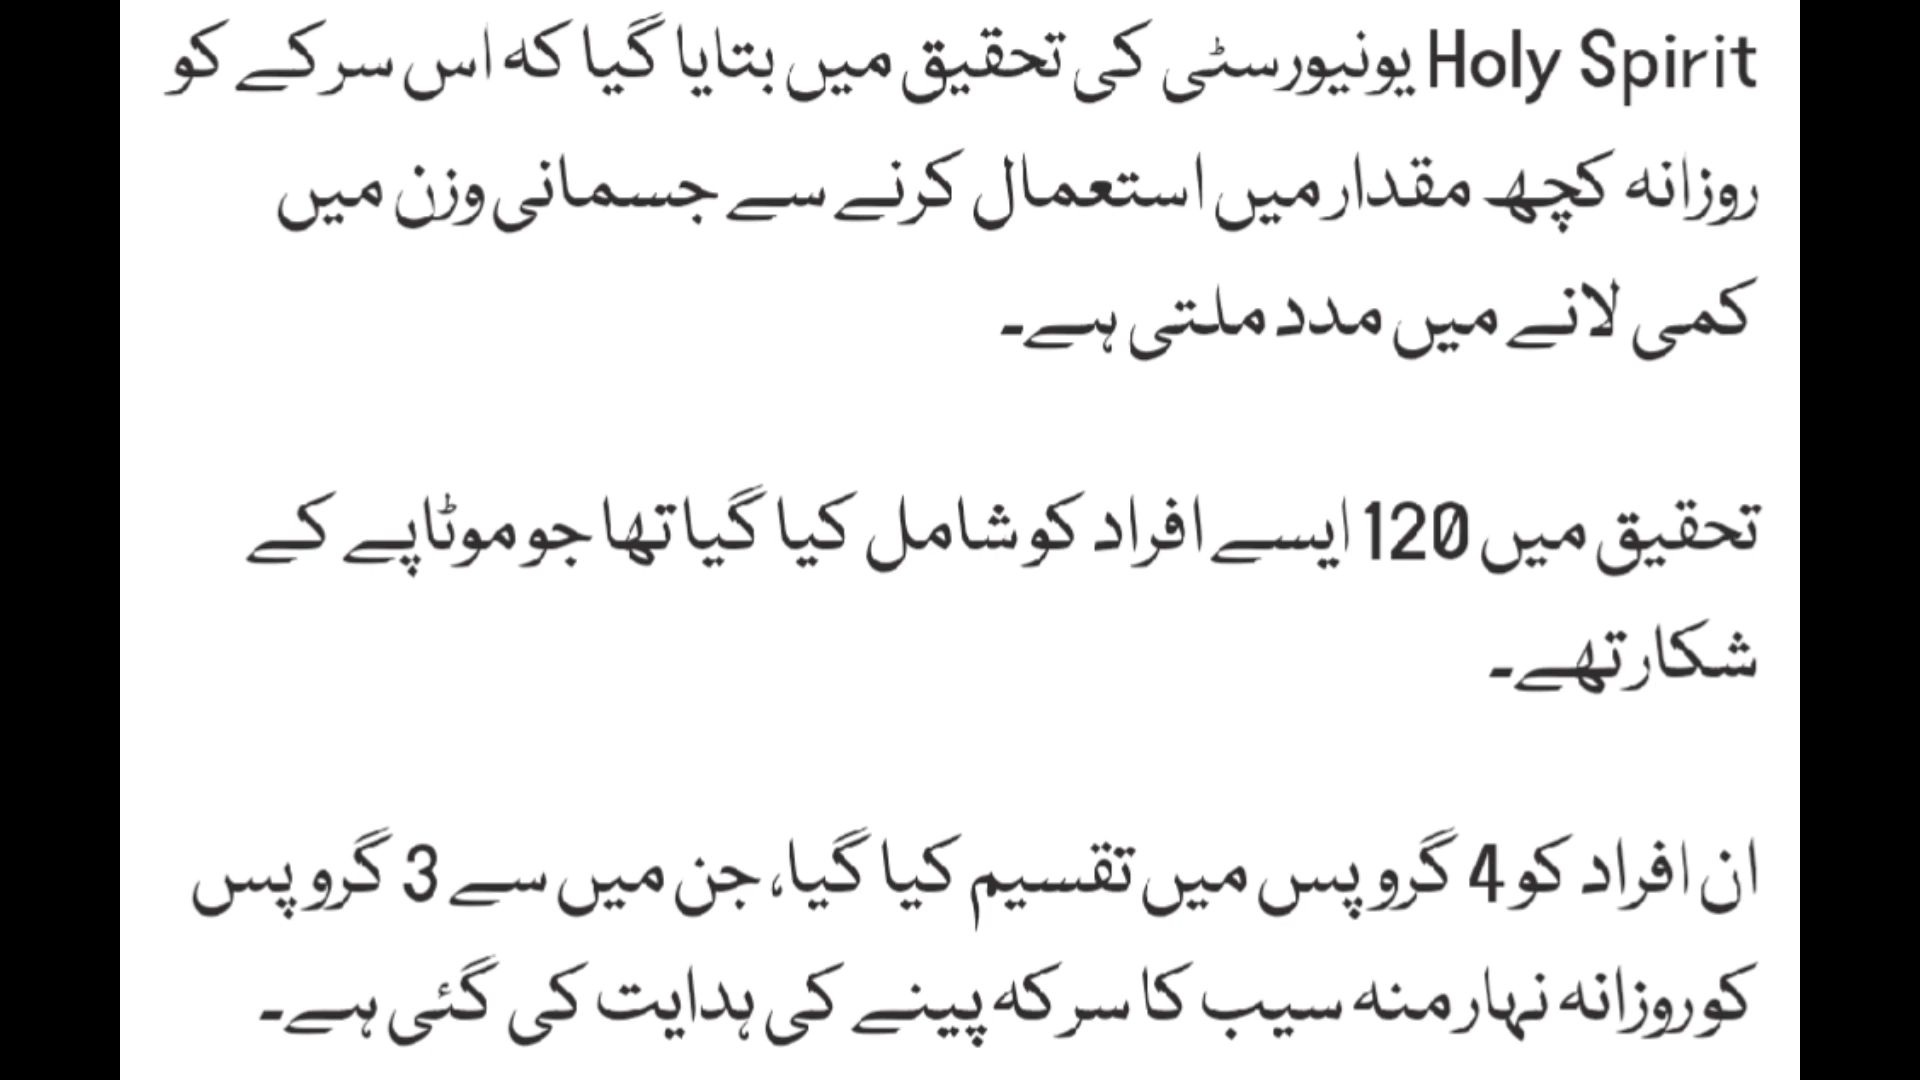 Holy Spirit یونیورسٹی کی تحقیق میں بتایا گیا کہ اس سرکے کو
روزانہ کچھ مقدار میں استعمال کرنے سے جسمانی وزن میں
کمی لانے میں مدد ملتی ہے۔
تحقیق میں 120 ایسے افراد کو شامل کیا گیا تھا جو موٹاپے کے
شکار تھے۔
ان افراد کو 4 گروپس میں تقسیم کیا گیا، جن میں سے 3 گروپس
کو روزانہ نہار منہ سیب کا سرکہ پینے کی ہدایت کی گئی ہے۔